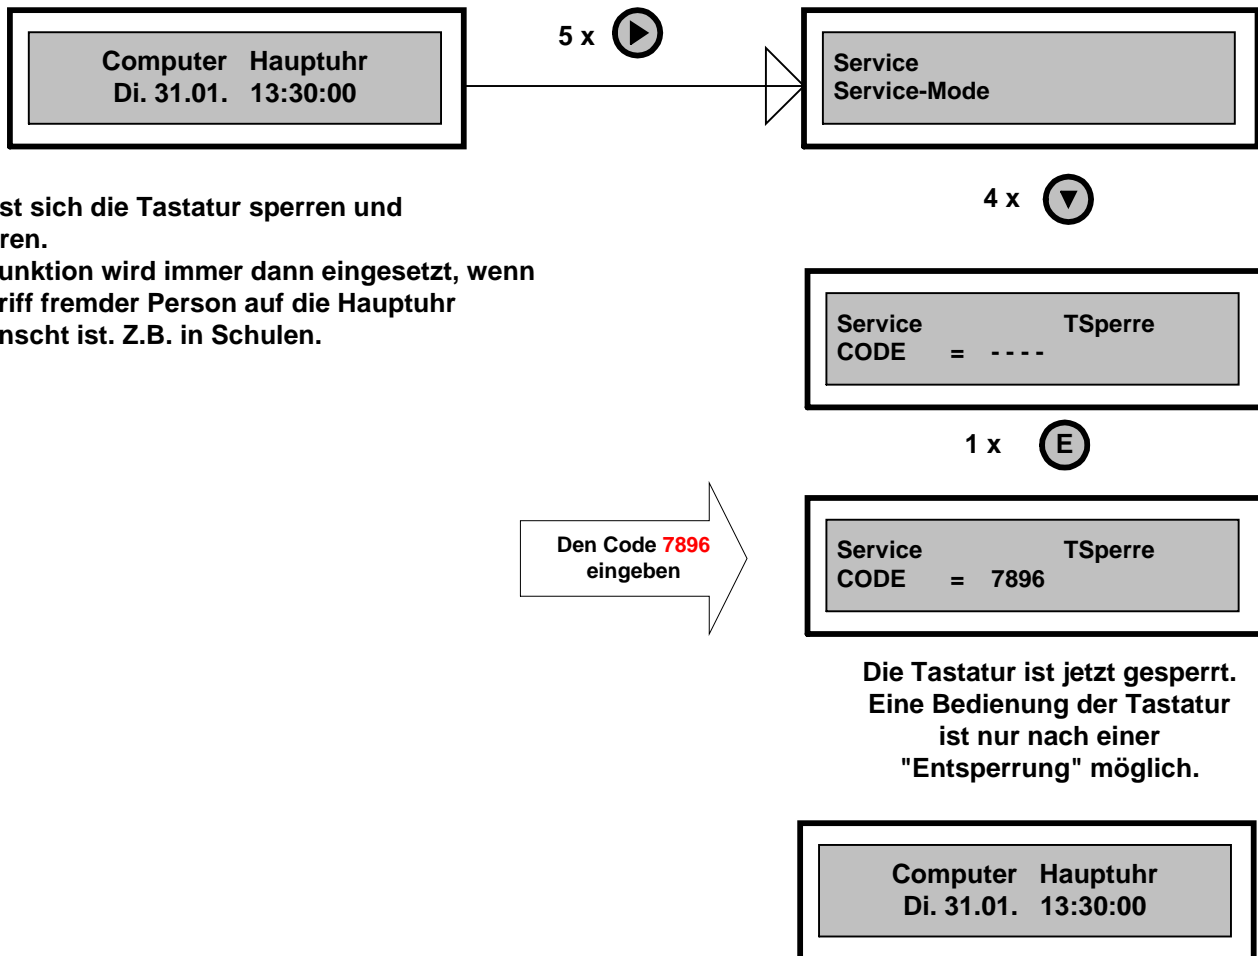 Computer Hauptuhr
Di. 31.01. 13:30:00
5 x
Service
Service-Mode
4 x
st sich die Tastatur sperren und
ren.
unktion wird immer dann eingesetzt, wenn
riff fremder Person auf die Hauptuhr
nscht ist. Z.B. in Schulen.
Service TSperre
CODE = - - - -
1 x E
Den Code 7896
eingeben
Service TSperre
CODE = 7896
Die Tastatur ist jetzt gesperrt.
Eine Bedienung der Tastatur
ist nur nach einer
"Entsperrung" möglich.
Computer Hauptuhr
Di. 31.01. 13:30:00